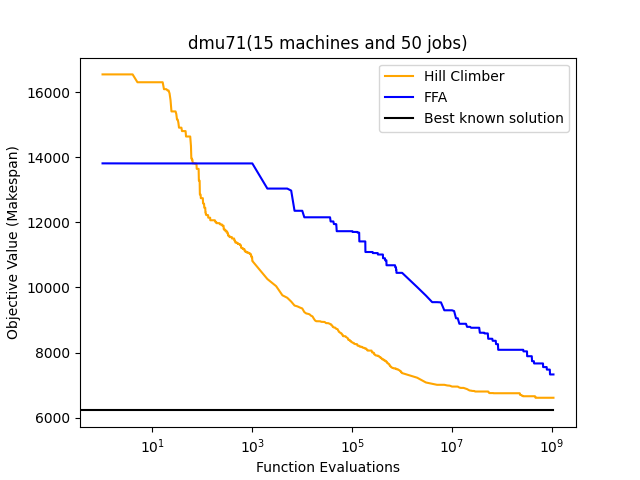 dmu71(15 machines and 50 jobs)
Hill Climber
FFA
Best known solution
Objective Value (Makespan)
16000
14000
12000
10000
8000
6000
10^1
10^3
10^5
10^7
10^9
Function Evaluations